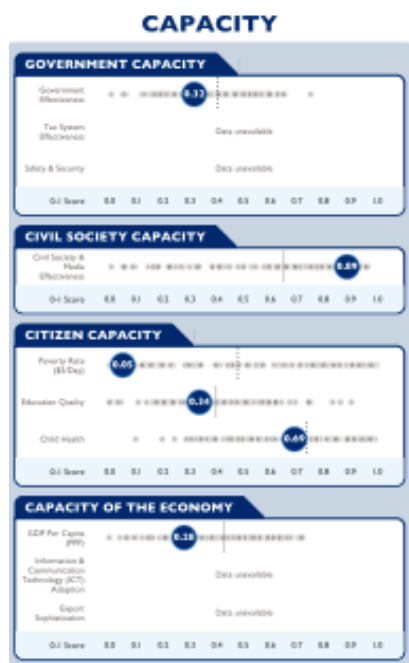 CAPACITY
GOVERNMENT CAPACITY
Government
Effectiveness
0.32
Tax System
Effectiveness
Data unavailable
Safety & Security
Data unavailable
0-1 Score 0.0 0.1 0.2 0.3 0.4 0.5 0.6 0.7 0.8 0.9 1.0
CIVIL SOCIETY CAPACITY
Civil Society &
Media
Effectiveness
0.89
0-1 Score 0.0 0.1 0.2 0.3 0.4 0.5 0.6 0.7 0.8 0.9 1.0
CITIZEN CAPACITY
Poverty Rate
($5/Day)
0.05
Education Quality
0.34
Child Health
0.69
0-1 Score 0.0 0.1 0.2 0.3 0.4 0.5 0.6 0.7 0.8 0.9 1.0
CAPACITY OF THE ECONOMY
GDP Per Capita
(PPP)
0.28
Information &
Communication
Technology (ICT)
Adoption
Data unavailable
Export
Sophistication
Data unavailable
0-1 Score 0.0 0.1 0.2 0.3 0.4 0.5 0.6 0.7 0.8 0.9 1.0